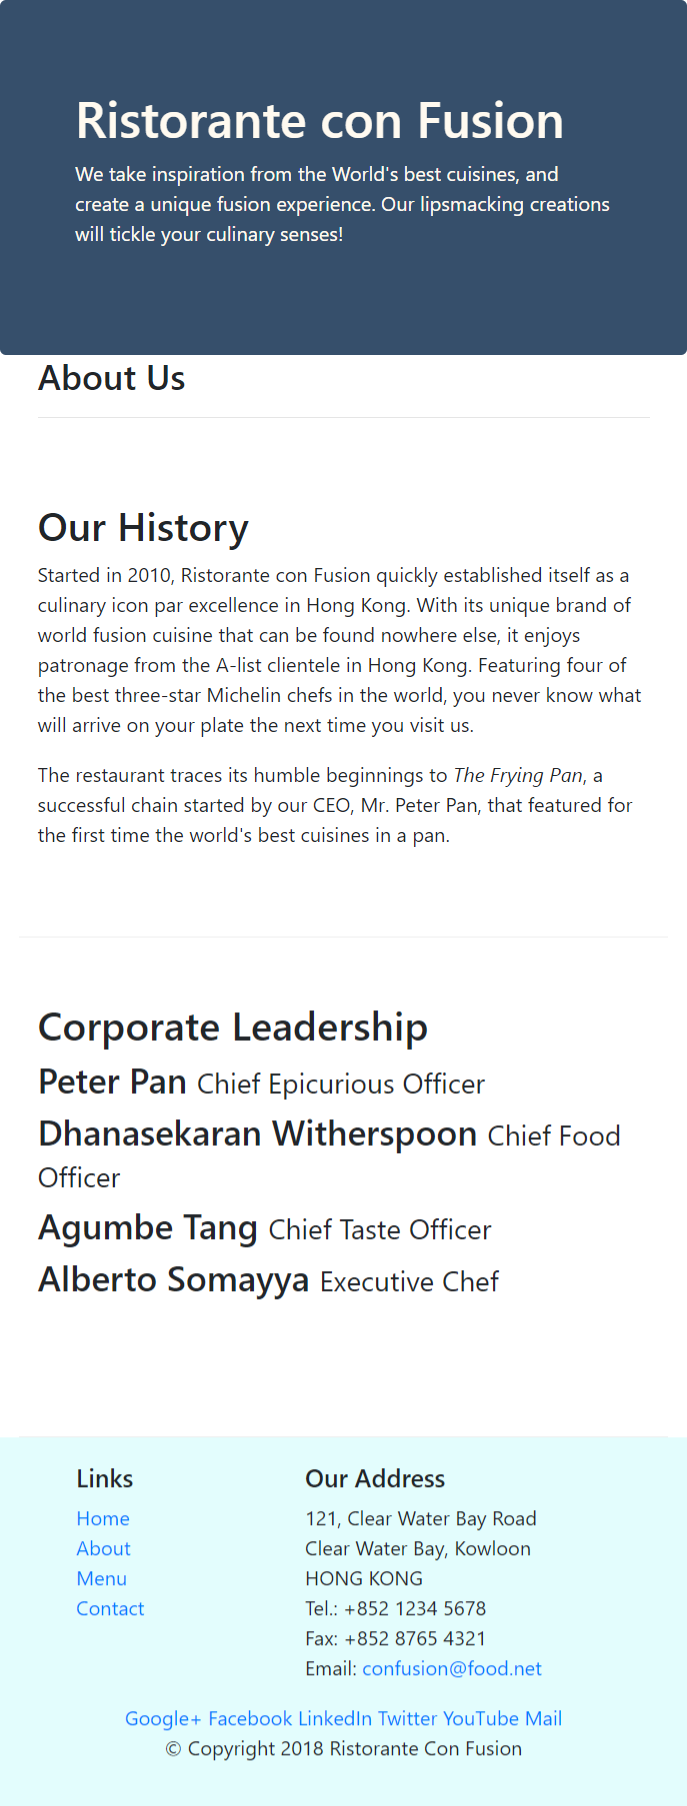 Ristorante con Fusion
We take inspiration from the World's best cuisines, and
create a unique fusion experience. Our lipsmacking creations
will tickle your culinary senses!
About Us
Our History
Started in 2010, Ristorante con Fusion quickly established itself as a
culinary icon par excellence in Hong Kong. With its unique brand of
world fusion cuisine that can be found nowhere else, it enjoys
patronage from the A-list clientele in Hong Kong. Featuring four of
the best three-star Michelin chefs in the world, you never know what
will arrive on your plate the next time you visit us.
The restaurant traces its humble beginnings to The Frying Pan, a
successful chain started by our CEO, Mr. Peter Pan, that featured for
the first time the world's best cuisines in a pan.
Corporate Leadership
Peter Pan Chief Epicurious Officer
Dhanasekaran Witherspoon Chief Food
Officer
Agumbe Tang Chief Taste Officer
Alberto Somayya Executive Chef
Links
Home
About
Menu
Contact
Our Address
121, Clear Water Bay Road
Clear Water Bay, Kowloon
HONG KONG
Tel.: +852 1234 5678
Fax: +852 8765 4321
Email: confusion@food.net
Google+ Facebook LinkedIn Twitter YouTube Mail
© Copyright 2018 Ristorante Con Fusion